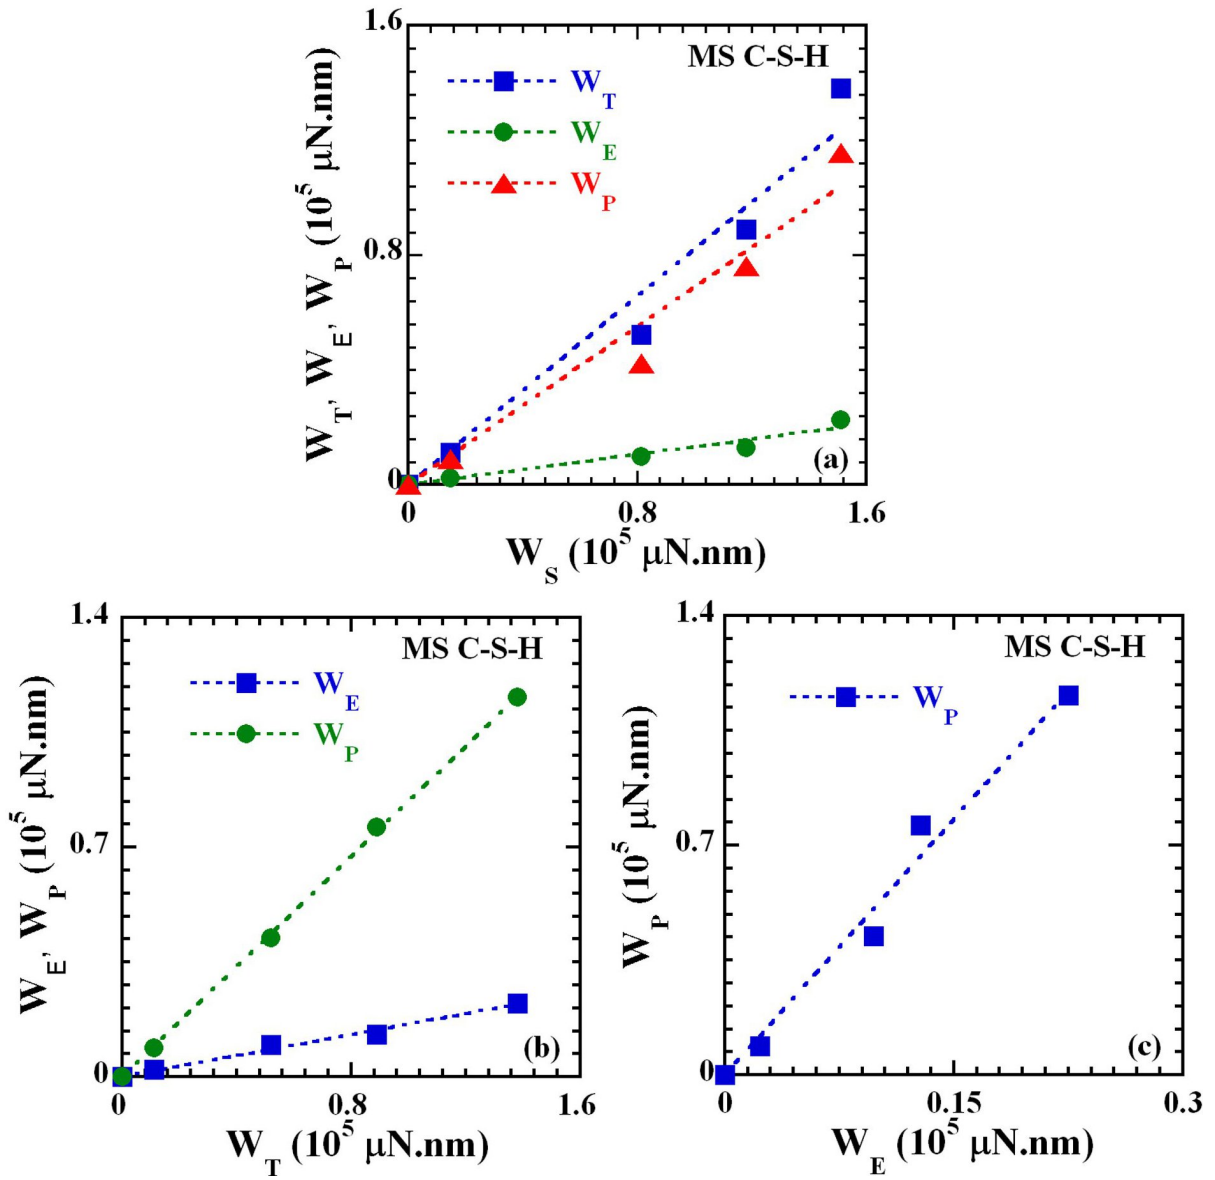 1.6
MS C-S-H
W_T
W_E
W_P
0.8
0
(a)
W_T, W_E, W_P (10^5 μN.nm)
0 0.8 1.6
W_S (10^5 μN.nm)
1.4
MS C-S-H
W_E
W_P
0.7
0
(b)
W_E, W_P (10^5 μN.nm)
0 0.8 1.6
W_T (10^5 μN.nm)
1.4
MS C-S-H
W_P
0.7
0
(c)
W_P (10^5 μN.nm)
0 0.15 0.3
W_E (10^5 μN.nm)